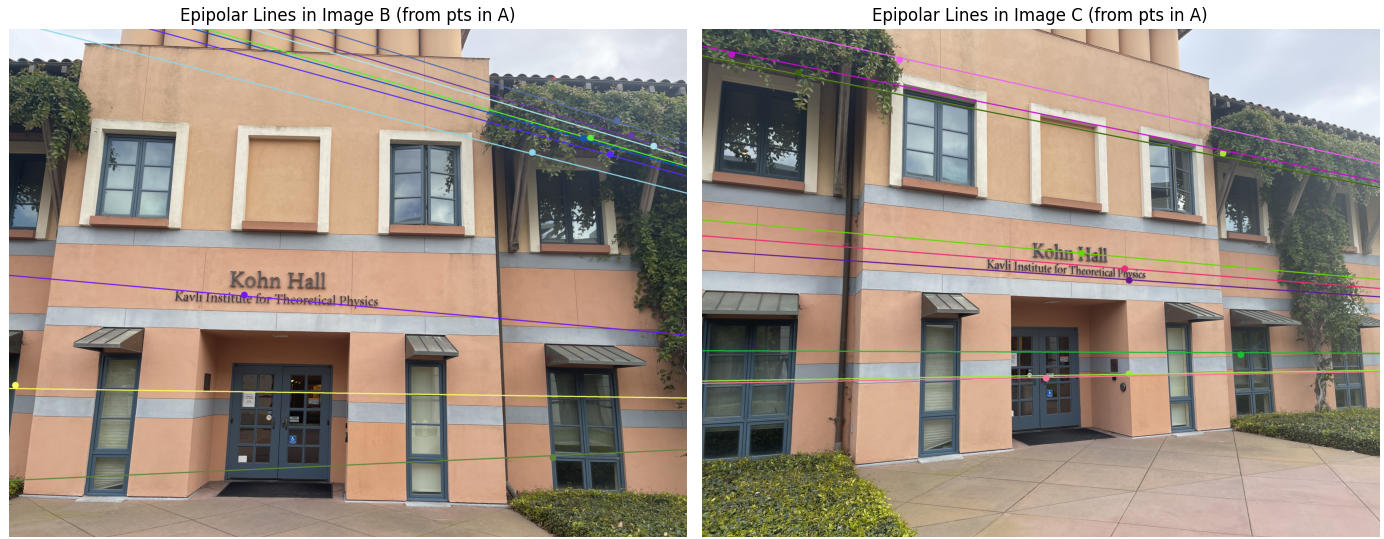 Epipolar Lines in Image B (from pts in A)
Kohn Hall
Kavli Institute for Theoretical Physics
Epipolar Lines in Image C (from pts in A)
Kohn Hall
Kavli Institute for Theoretical Physics